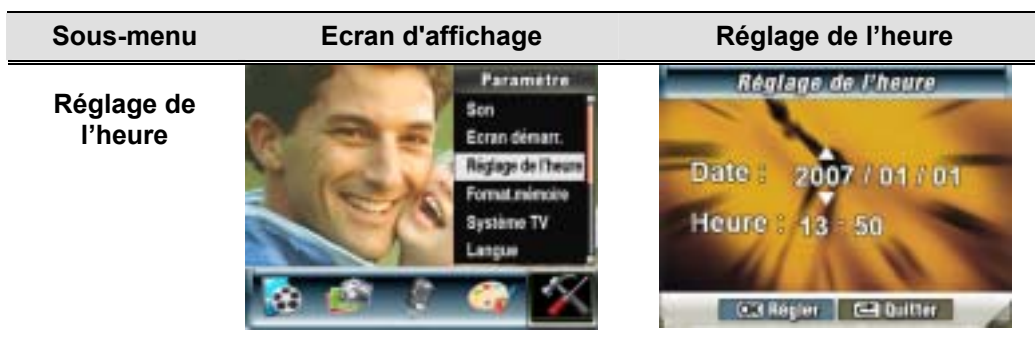 Sous-menu
Ecran d'affichage
Réglage de l’heure
Réglage de
l’heure
Paramètre
Son
Ecran démarr.
Réglage de l'heure
Format.mémoire
Système TV
Langue
Réglage de l'heure
Date : 2007 / 01 / 01
Heure : 13 : 50
OK Régler Quitter